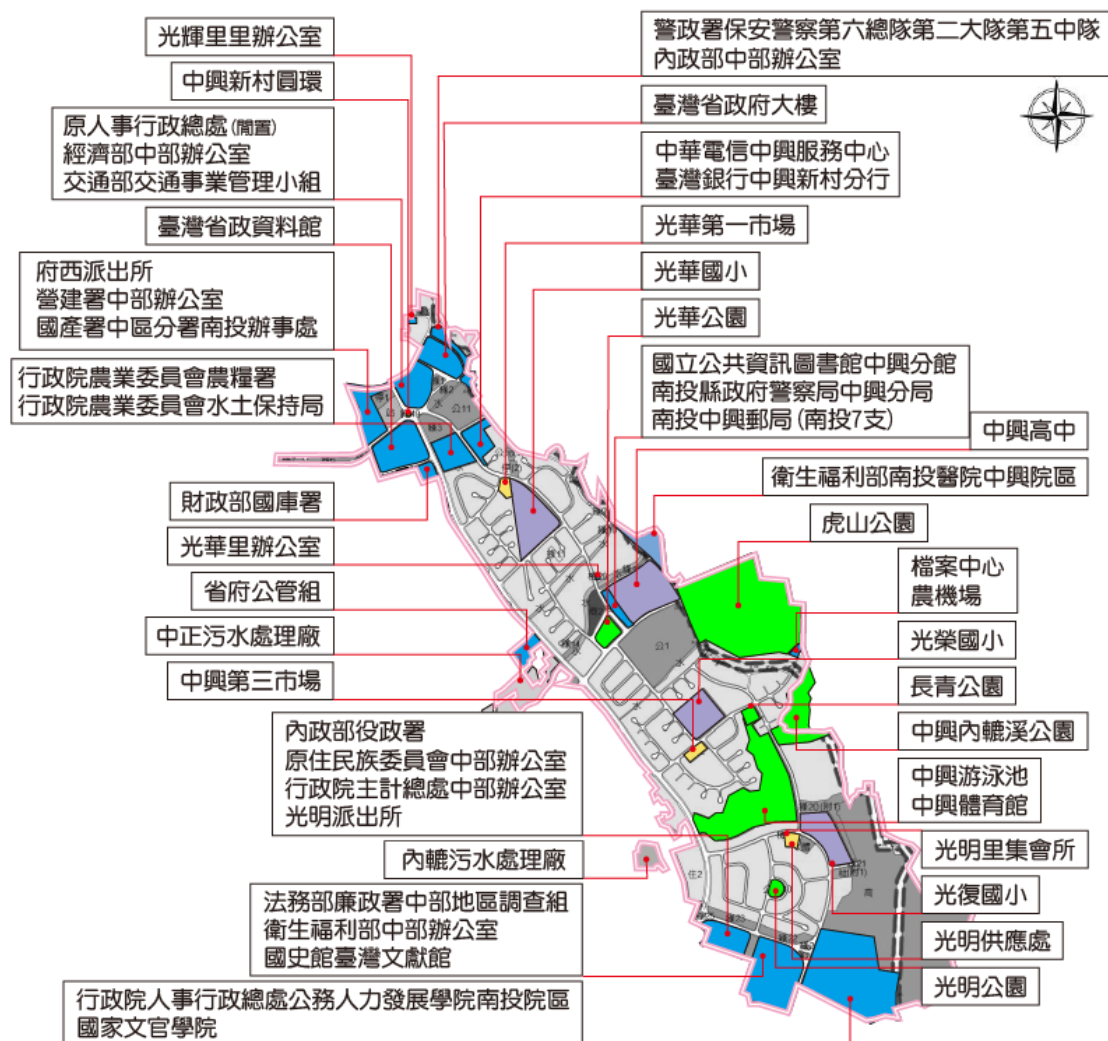 光輝里里辦公室
中興新村圓環
原人事行政總處(閒置)
經濟部中部辦公室
交通部交通事業管理小組
臺灣省政資料館
府西派出所
營建署中部辦公室
國產署中區分署南投辦事處
行政院農業委員會農糧署
行政院農業委員會水土保持局
財政部國庫署
光華里辦公室
省府公管組
中正污水處理廠
中興第三市場
內政部役政署
原住民族委員會中部辦公室
行政院主計總處中部辦公室
光明派出所
內轆污水處理廠
法務部廉政署中部地區調查組
衛生福利部中部辦公室
國史館臺灣文獻館
行政院人事行政總處公務人力發展學院南投院區
國家文官學院
警政署保安警察第六總隊第二大隊第五中隊
內政部中部辦公室
臺灣省政府大樓
中華電信中興服務中心
臺灣銀行中興新村分行
光華第一市場
光華國小
光華公園
國立公共資訊圖書館中興分館
南投縣政府警察局中興分局
南投中興郵局(南投7支)
中興高中
衛生福利部南投醫院中興院區
虎山公園
檔案中心
農機場
光榮國小
長青公園
中興內轆溪公園
中興游泳池
中興體育館
光明里集會所
光復國小
光明供應處
光明公園
公11
公1
住2